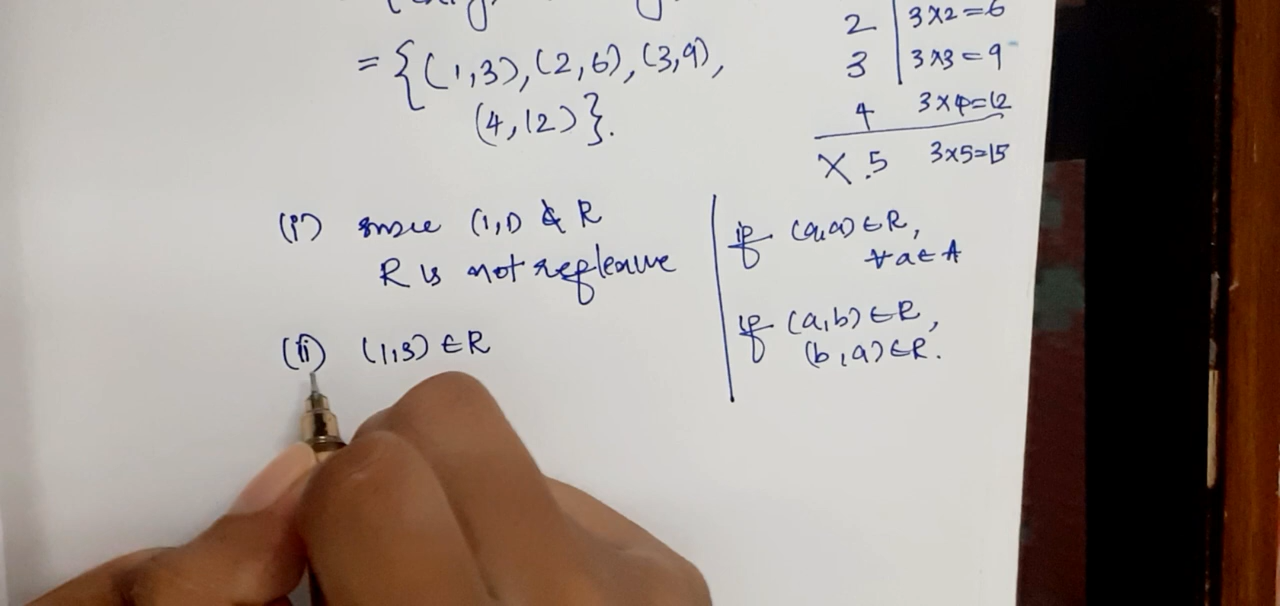 = {(1,3), (2,6), (3,9),
(4,12)}.
2 3×2=6
3 3×3=9
4 3×4=12
× 5 3×5=15
(i) since (1,1) ∉ R
R is not reflexive
if (a,a) ∈ R,
∀ a ∈ A
if (a,b) ∈ R,
(b,a) ∈ R.
(ii) (1,3) ∈ R